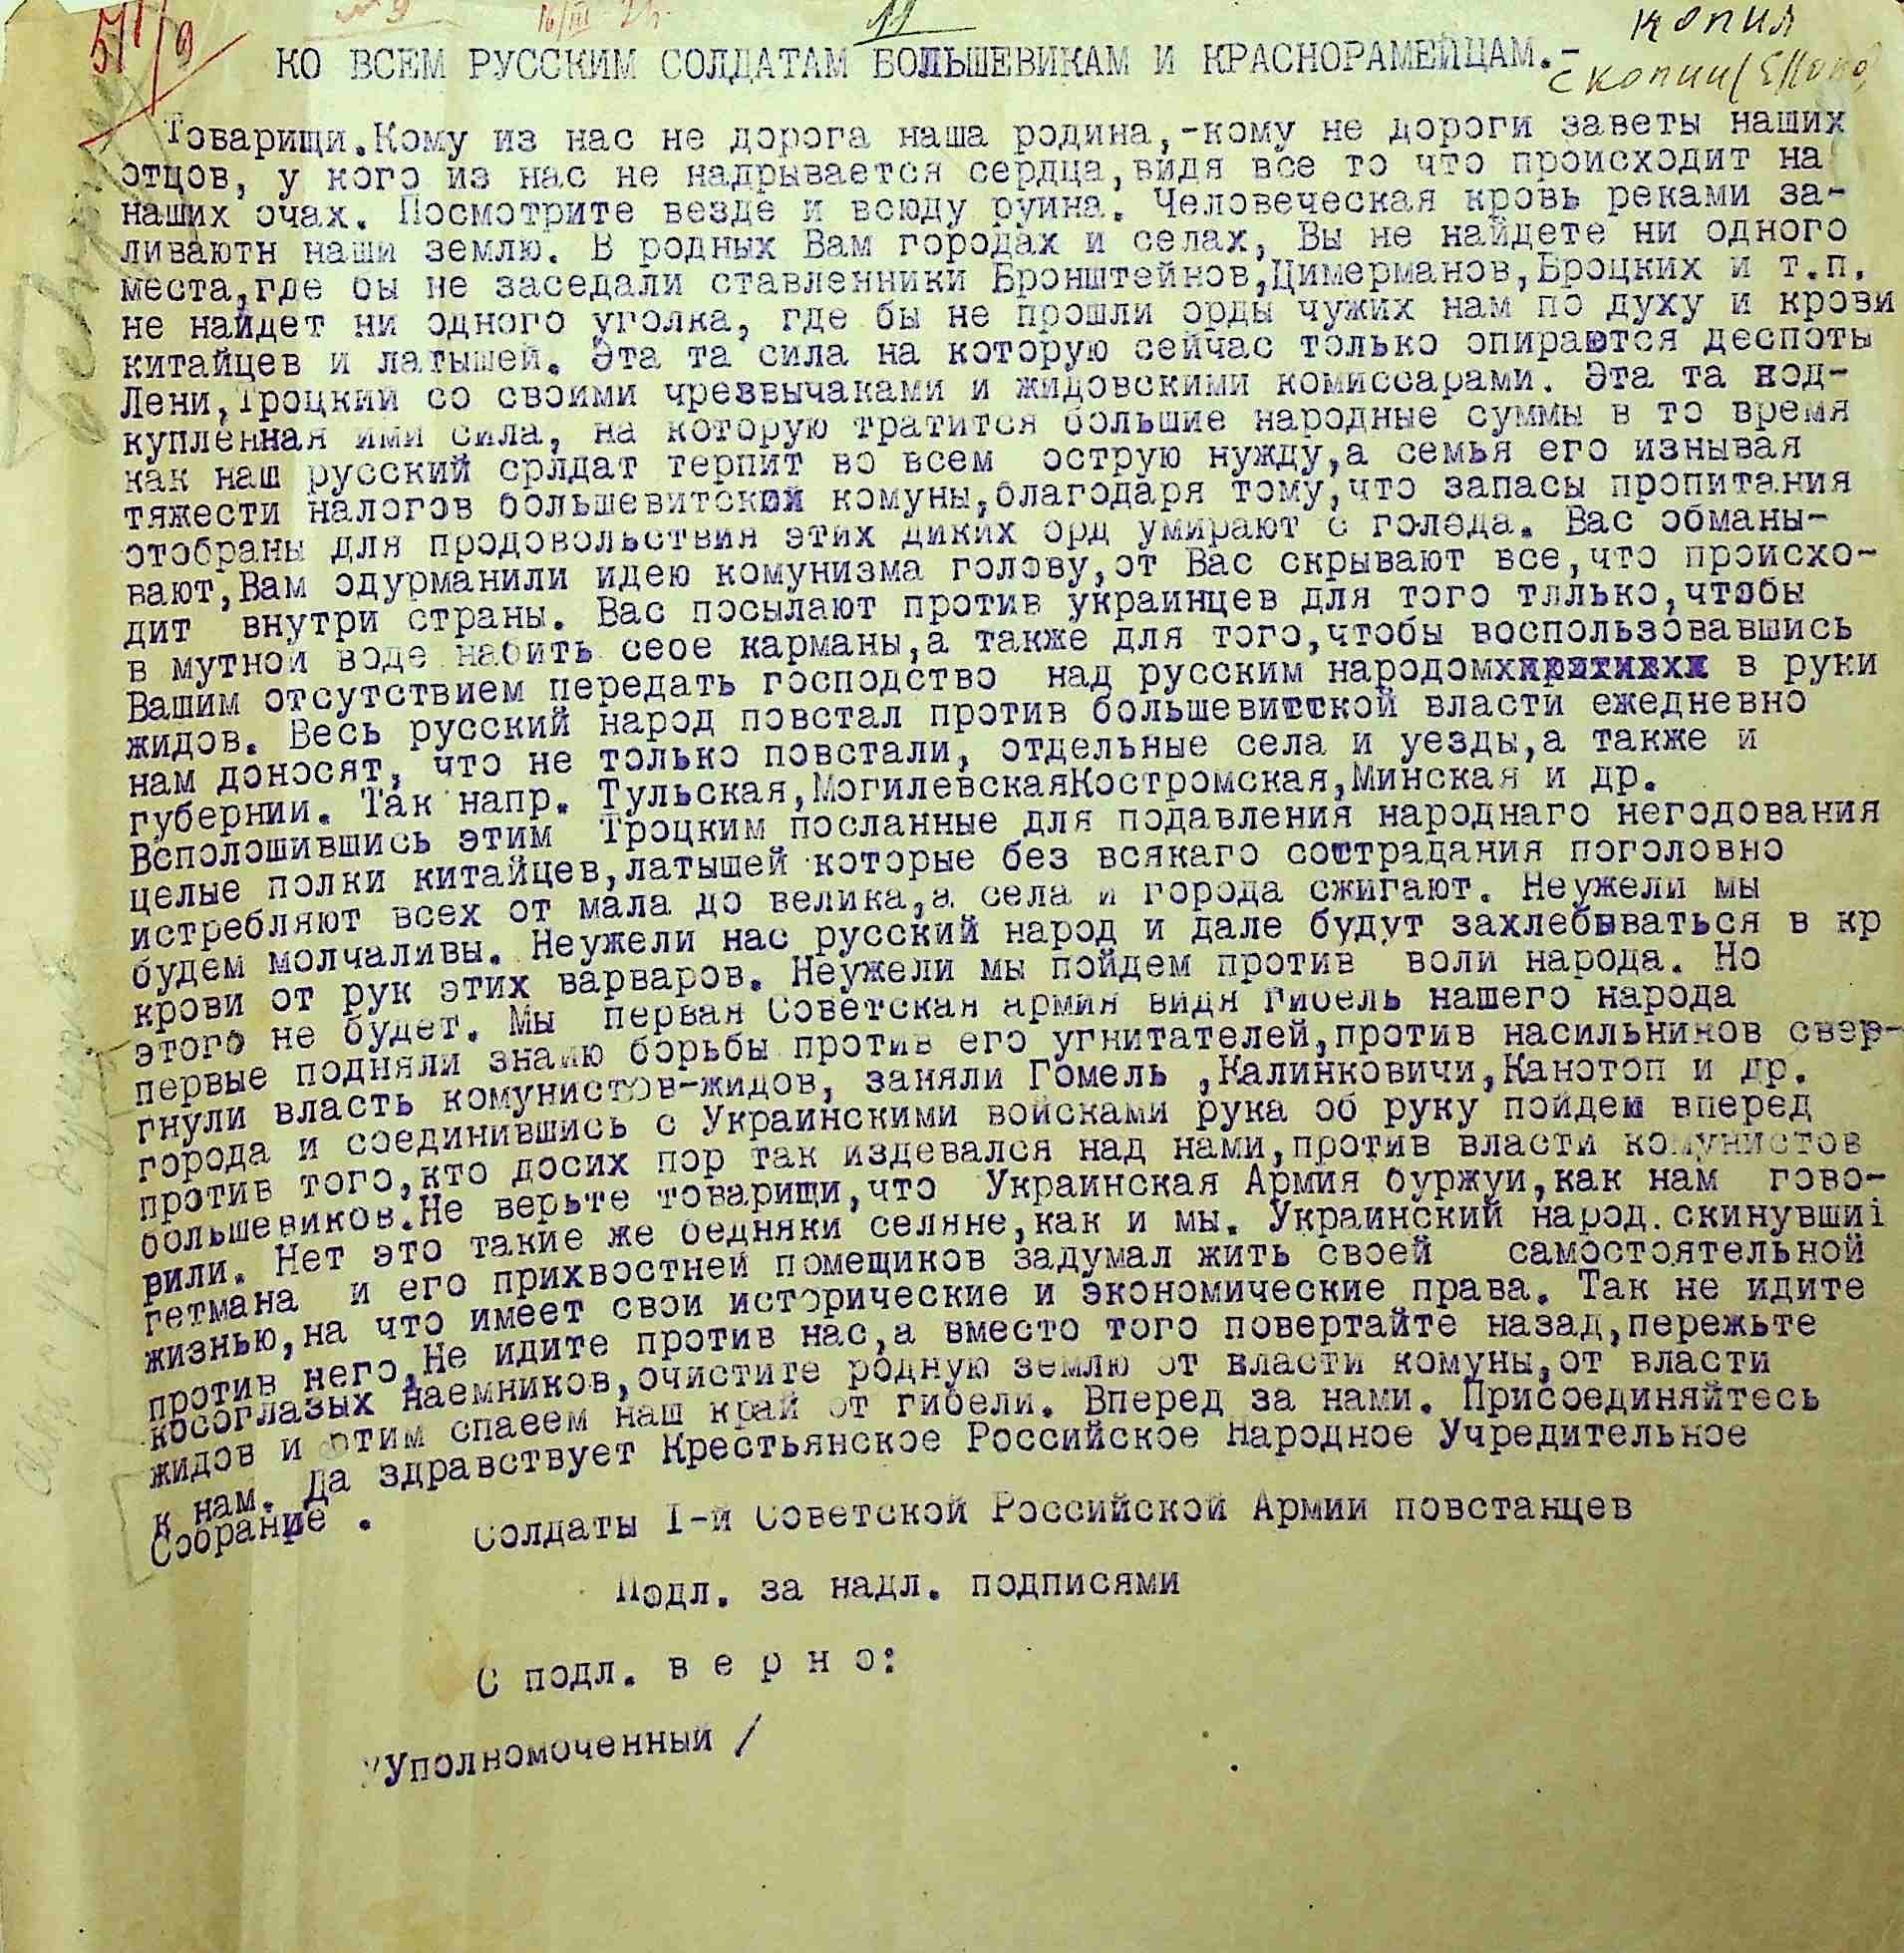 57/9
16/III 21г.
11
копия
с копии
КО ВСЕМ РУССКИМ СОЛДАТАМ БОЛЬШЕВИКАМ И КРАСНОРАМЕЙЦАМ.-
Товарищи.Кому из нас не дорога наша родина,-кому не дороги заветы наших
отцов, у кого из нас не надрывается сердца,видя все то что происходит на
наших очах. Посмотрите везде и всюду руина. Человеческая кровь реками за-
ливаютн наши землю. В родных Вам городах и селах, Вы не найдете ни одного
места,где бы не заседали ставленники Бронштейнов,Цимерманов,Броцких и т.п.
не найдет ни одного уголка, где бы не прошли орды чужих нам по духу и крови
китайцев и латышей. Эта та сила на которую сейчас только опираются деспоты
Лени,Троцкий со своими чрезвычаками и жидовскими комиссарами. Эта та под-
купленная ими сила, на которую тратится большие народные суммы в то время
как наш русский срлдат терпит во всем острую нужду,а семья его изнывая
тяжести налогов большевитской комуны,благодаря тому,что запасы пропитания
отобраны для продовольствия этих диких орд умирают с голода. Вас обманы-
вают,Вам одурманили идею комунизма голову,от Вас скрывают все,что происхо-
дит внутри страны. Вас посылают против украинцев для того тллько,чтобы
в мутной воде набить себе карманы,а также для того,чтобы воспользовавшись
Вашим отсутствием передать господство над русским народом в руки
жидов. Весь русский народ повстал против большевитской власти ежедневно
нам доносят, что не только повстали, отдельные села и уезды,а также и
губернии. Так напр. Тульская,МогилевскаяКостромская,Минская и др.
Всполошившись этим Троцким посланные для подавления народнаго негодования
целые полки китайцев,латышей которые без всякаго сострадания поголовно
истребляют всех от мала до велика,а села и города сжигают. Неужели мы
будем молчаливы. Неужели нас русский народ и дале будут захлебываться в кр
крови от рук этих варваров. Неужели мы пойдем против воли народа. Но
этого не будет. Мы первая Советская армия видя гибель нашего народа
первые подняли знамю борьбы против его угнитателей,против насильников свер-
гнули власть комунистов-жидов, заняли Гомель ,Калинковичи,Канотоп и др.
города и соединившись с Украинскими войсками рука об руку пойдем вперед
против того,кто досих пор так издевался над нами,против власти комунистов
большевиков.Не верьте товарищи,что Украинская Армия буржуи,как нам гово-
рили. Нет это такие же бедняки селяне,как и мы. Украинский народ.скинувшиi
гетмана и его прихвостней помещиков задумал жить своей самостоятельной
жизнью,на что имеет свои исторические и экономические права. Так не идите
против него,Не идите против нас,а вместо того повертайте назад,пережьте
косоглазых наемников,очистите родную землю от власти комуны,от власти
жидов и этим спаеем наш край от гибели. Вперед за нами. Присоединяйтесь
к нам. Да здравствует Крестьянское Российское Народное Учредительное
Собрание .
Солдаты I-й Советской Российской Армии повстанцев
Подл. за надл. подписями
С подл. в е р н о:
Уполномоченный /